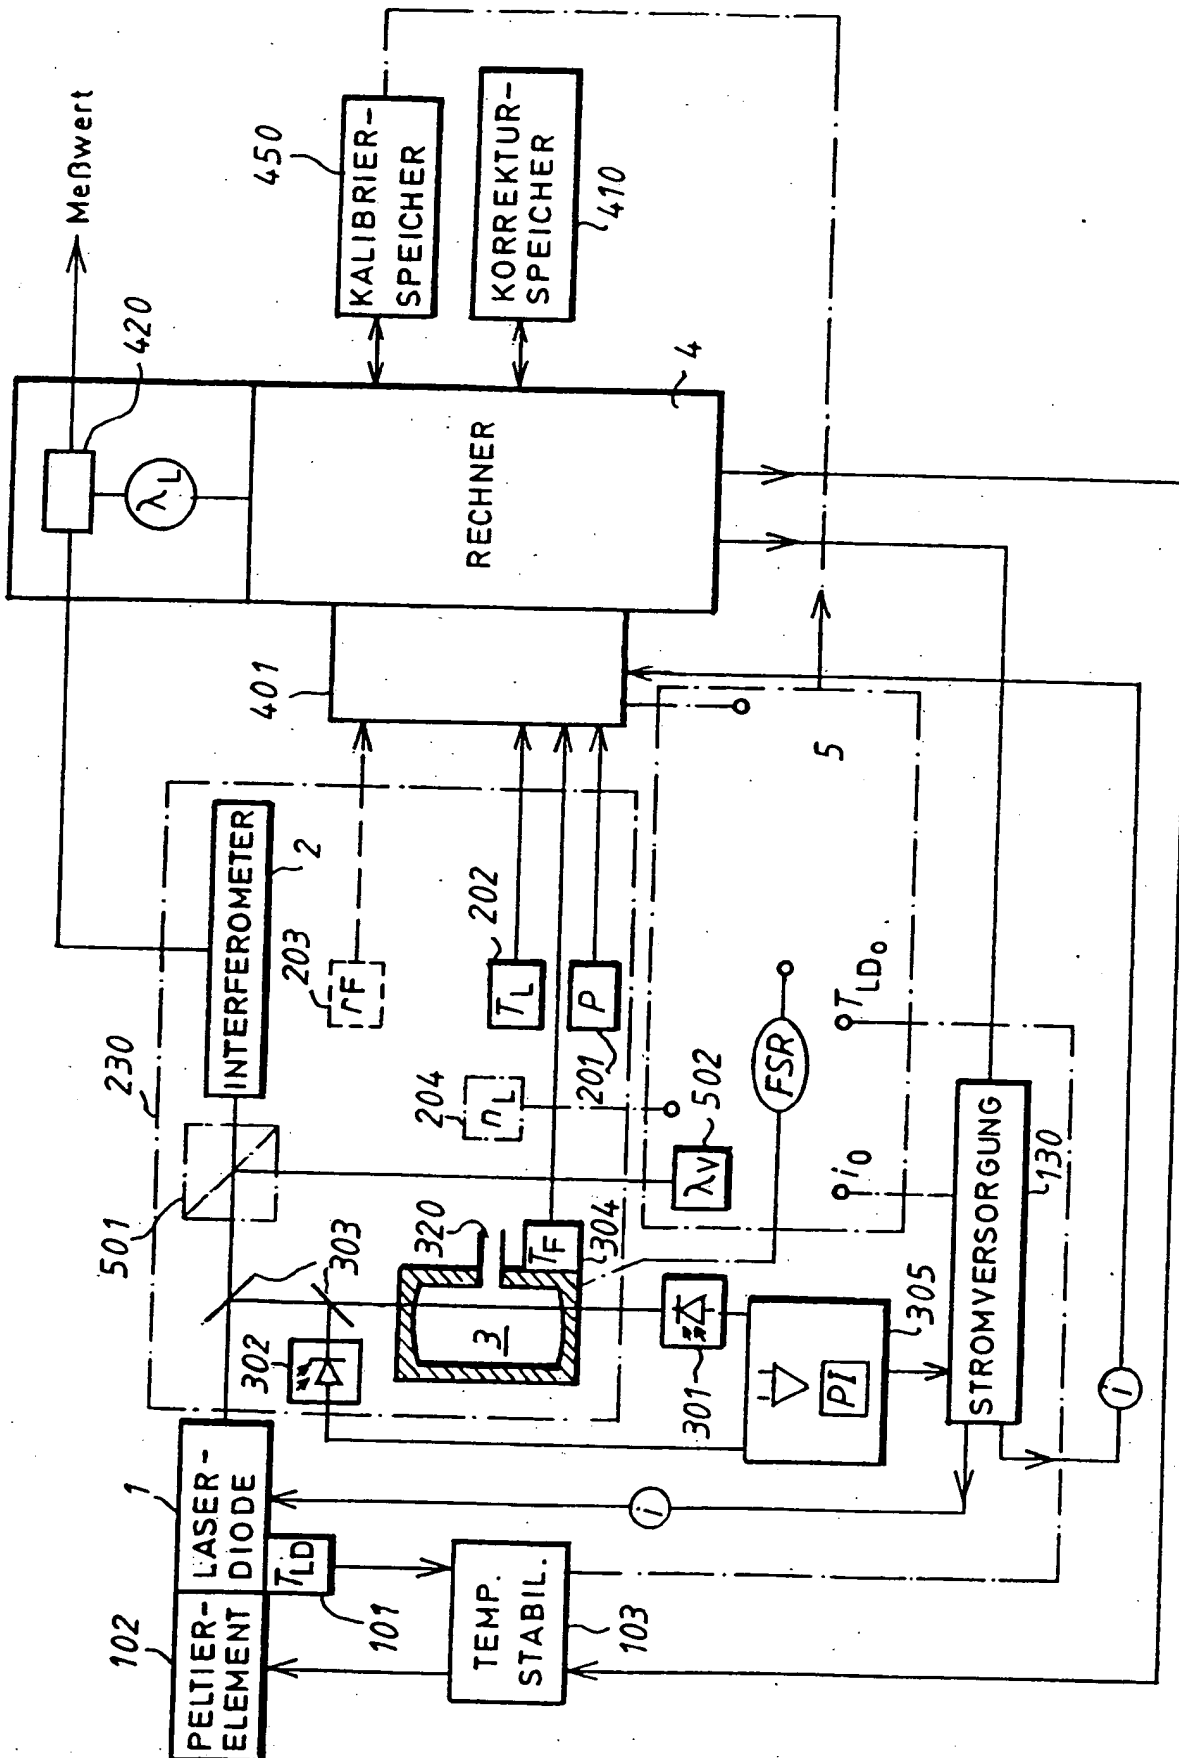 Meßwert
420
λL
450
KALIBRIER-
SPEICHER
KORREKTUR-
SPEICHER
410
RECHNER
4
401
230
INTERFEROMETER
2
203
rF
202
TL
P
201
204
nL
501
303
302
320
3
TF
304
λV
502
5
FSR
TLD0
i0
301
PI
305
STROMVERSORGUNG
130
i
i
1
LASER-
DIODE
102
PELTIER-
ELEMENT
TLD
101
TEMP.
STABIL.
103